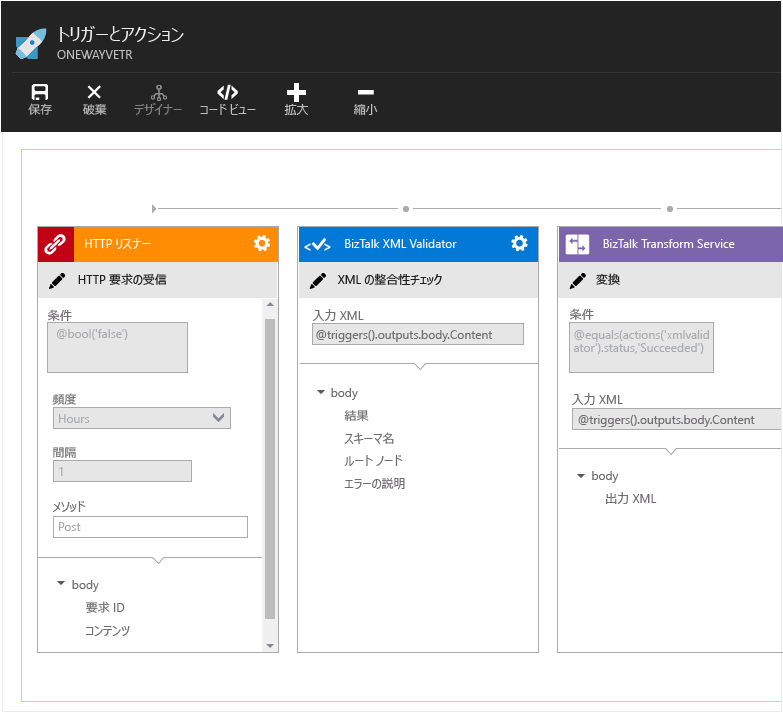 トリガーとアクション
ONEWAYVETR
保存
破棄
デザイナー
コードビュー
拡大
縮小
HTTP リスナー
HTTP 要求の受信
条件
@bool('false')
頻度
Hours
間隔
1
メソッド
Post
body
要求 ID
コンテンツ
BizTalk XML Validator
XML の整合性チェック
入力 XML
@triggers().outputs.body.Content
body
結果
スキーマ名
ルート ノード
エラーの説明
BizTalk Transform Service
変換
条件
@equals(actions('xmlvalid
ator').status,'Succeeded')
入力 XML
@triggers().outputs.body.Content
body
出力 XML